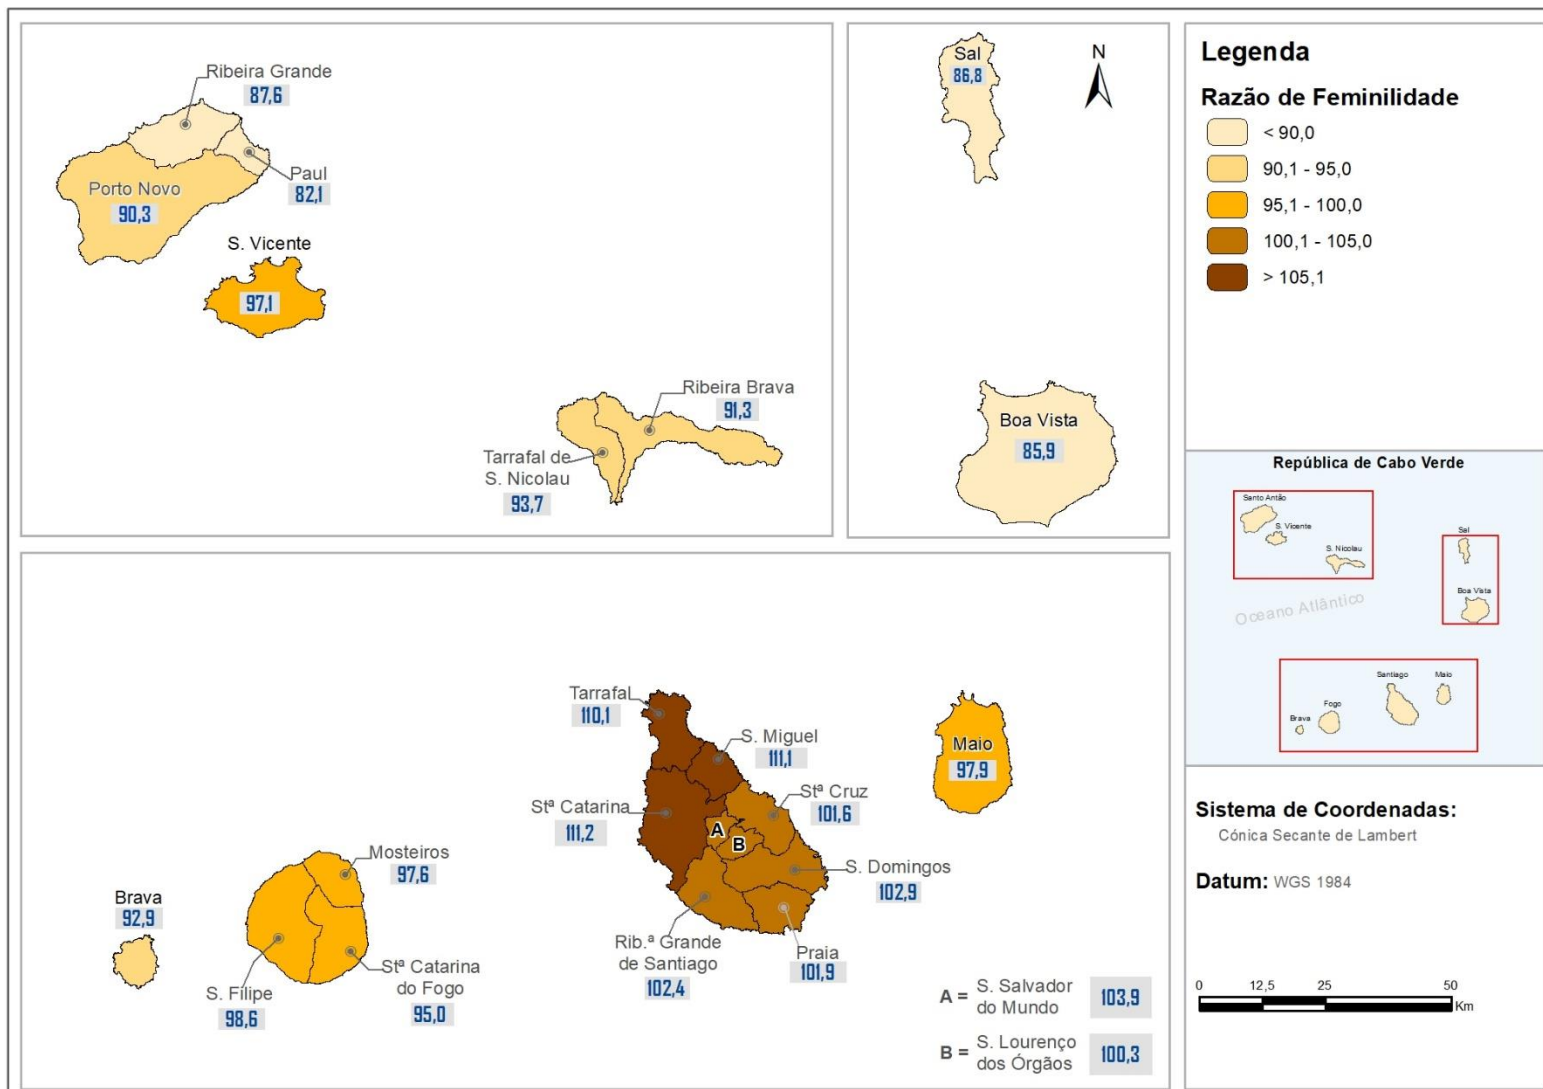 Ribeira Grande
87,6
Paul
82,1
Porto Novo
90,3
S. Vicente
97,1
Ribeira Brava
91,3
Tarrafal de
S. Nicolau
93,7
Sal
86,8
N
Boa Vista
85,9
Tarrafal
110,1
S. Miguel
111,1
Stª Catarina
111,2
Stª Cruz
101,6
A
B
S. Domingos
102,9
Rib.ª Grande
de Santiago
102,4
Praia
101,9
Maio
97,9
Mosteiros
97,6
Brava
92,9
S. Filipe
98,6
Stª Catarina
do Fogo
95,0
A = S. Salvador
do Mundo
103,9
B = S. Lourenço
dos Órgãos
100,3
Legenda
Razão de Feminilidade
< 90,0
90,1 - 95,0
95,1 - 100,0
100,1 - 105,0
> 105,1
República de Cabo Verde
Santo Antão
S. Vicente
S. Nicolau
Sal
Boa Vista
Oceano Atlântico
Santiago
Maio
Fogo
Brava
Sistema de Coordenadas:
Cónica Secante de Lambert
Datum: WGS 1984
0 12,5 25 50
Km